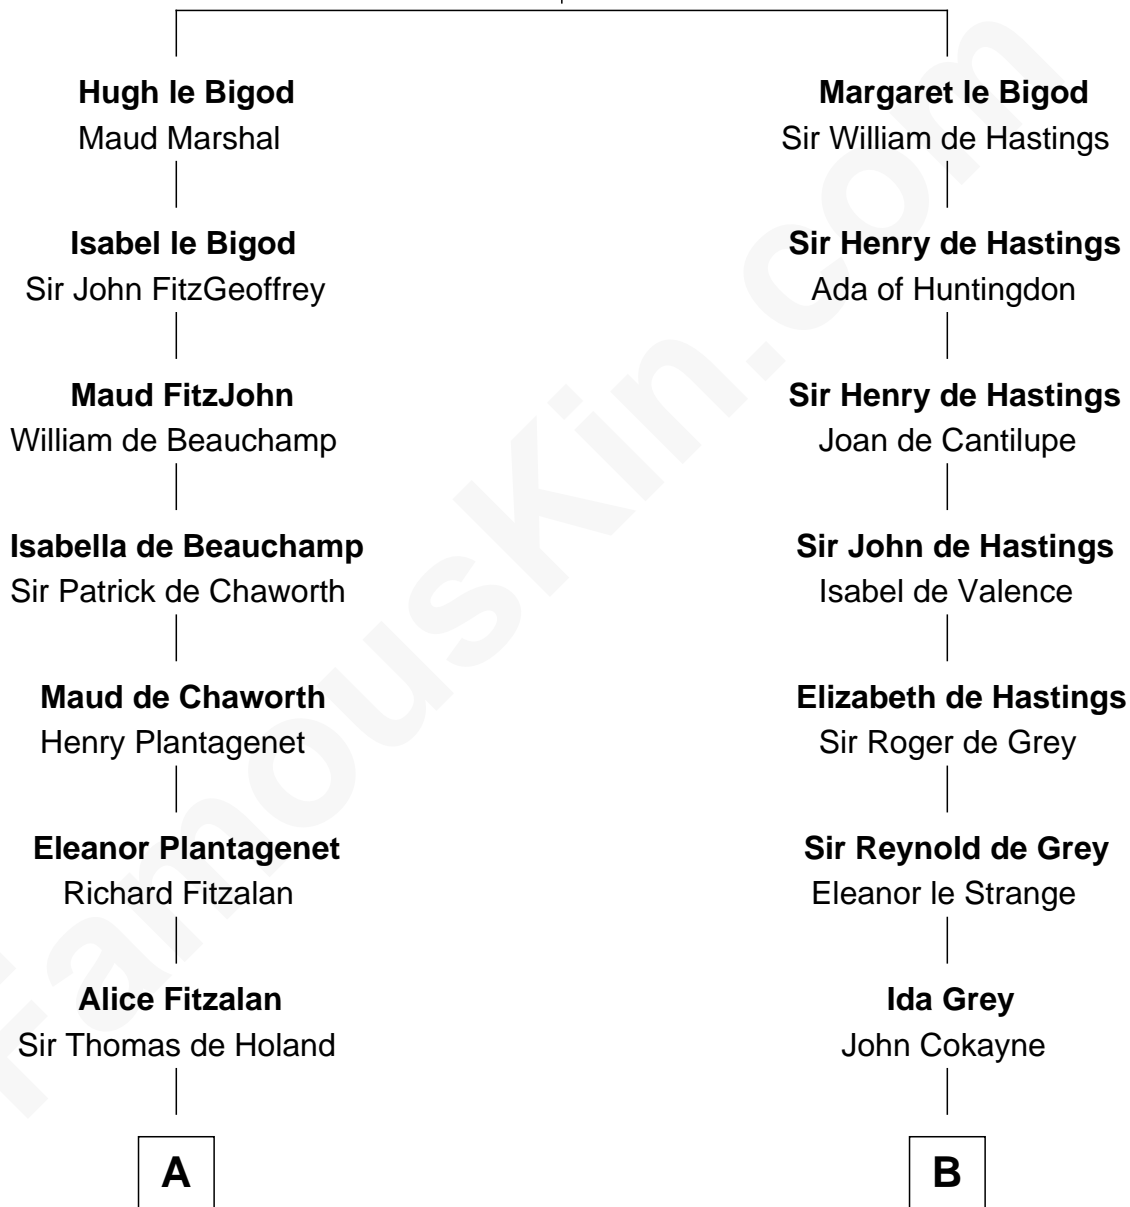 Hugh le Bigod
Maud Marshal
Isabel le Bigod
Sir John FitzGeoffrey
Maud FitzJohn
William de Beauchamp
Isabella de Beauchamp
Sir Patrick de Chaworth
Maud de Chaworth
Henry Plantagenet
Eleanor Plantagenet
Richard Fitzalan
Alice Fitzalan
Sir Thomas de Holand
A
Margaret le Bigod
Sir William de Hastings
Sir Henry de Hastings
Ada of Huntingdon
Sir Henry de Hastings
Joan de Cantilupe
Sir John de Hastings
Isabel de Valence
Elizabeth de Hastings
Sir Roger de Grey
Sir Reynold de Grey
Eleanor le Strange
Ida Grey
John Cokayne
B
FamousKin.com